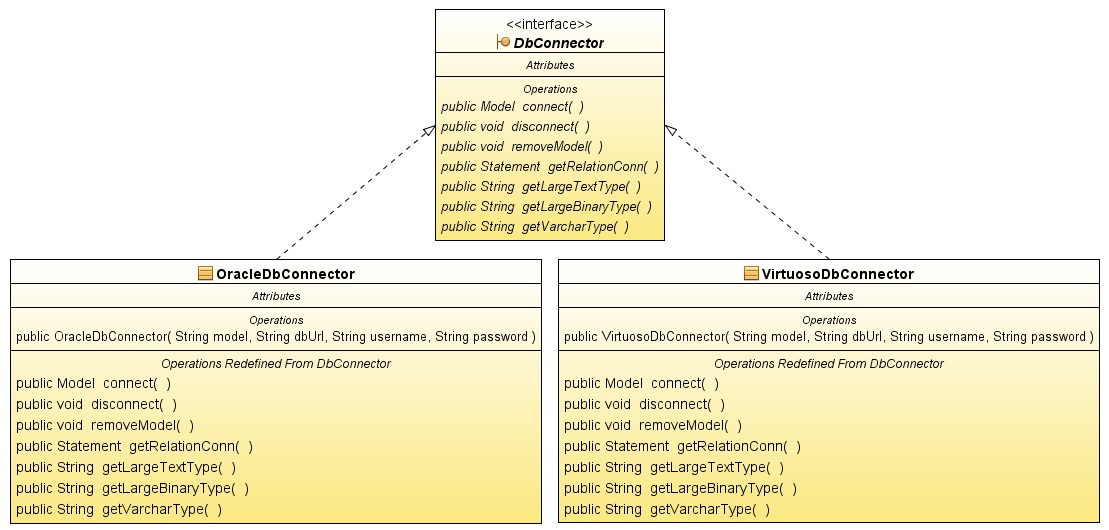 <<interface>>
DbConnector
Attributes
Operations
public Model connect( )
public void disconnect( )
public void removeModel( )
public Statement getRelationConn( )
public String getLargeTextType( )
public String getLargeBinaryType( )
public String getVarcharType( )
OracleDbConnector
Attributes
Operations
public OracleDbConnector( String model, String dbUrl, String username, String password )
Operations Redefined From DbConnector
public Model connect( )
public void disconnect( )
public void removeModel( )
public Statement getRelationConn( )
public String getLargeTextType( )
public String getLargeBinaryType( )
public String getVarcharType( )
VirtuosoDbConnector
Attributes
Operations
public VirtuosoDbConnector( String model, String dbUrl, String username, String password )
Operations Redefined From DbConnector
public Model connect( )
public void disconnect( )
public void removeModel( )
public Statement getRelationConn( )
public String getLargeTextType( )
public String getLargeBinaryType( )
public String getVarcharType( )